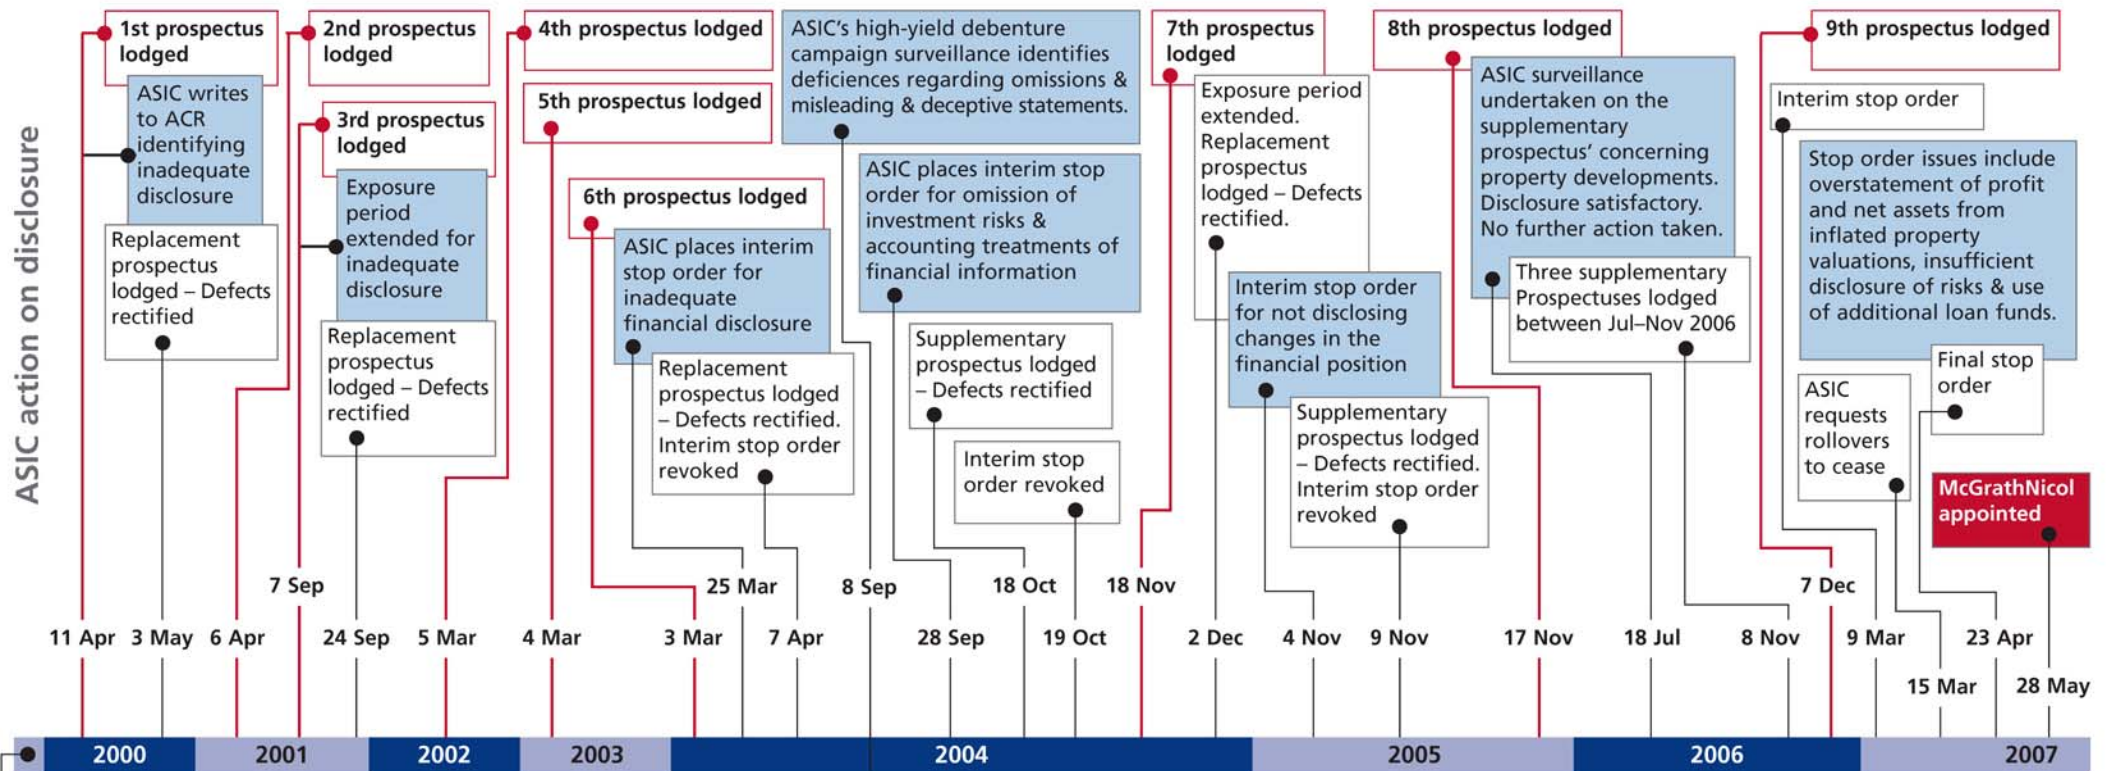 ASIC action on disclosure
1st prospectus
lodged
ASIC writes
to ACR
identifying
inadequate
disclosure
Replacement
prospectus
lodged – Defects
rectified
2nd prospectus
lodged
3rd prospectus
lodged
Exposure
period
extended for
inadequate
disclosure
Replacement
prospectus
lodged – Defects
rectified
4th prospectus lodged
5th prospectus lodged
6th prospectus lodged
ASIC places interim
stop order for
inadequate
financial disclosure
Replacement
prospectus lodged
– Defects rectified.
Interim stop order
revoked
ASIC's high-yield debenture
campaign surveillance identifies
deficiences regarding omissions &
misleading & deceptive statements.
ASIC places interim stop
order for omission of
investment risks &
accounting treatments of
financial information
Supplementary
prospectus lodged
– Defects rectified
Interim stop
order revoked
7th prospectus
lodged
Exposure period
extended.
Replacement
prospectus
lodged – Defects
rectified.
Interim stop order
for not disclosing
changes in the
financial position
Supplementary
prospectus lodged
– Defects rectified.
Interim stop order
revoked
8th prospectus lodged
ASIC surveillance
undertaken on the
supplementary
prospectus' concerning
property developments.
Disclosure satisfactory.
No further action taken.
Three supplementary
Prospectuses lodged
between Jul–Nov 2006
9th prospectus lodged
Interim stop order
Stop order issues include
overstatement of profit
and net assets from
inflated property
valuations, insufficient
disclosure of risks & use
of additional loan funds.
ASIC
requests
rollovers
to cease
Final stop
order
McGrathNicol
appointed
7 Sep
25 Mar
8 Sep
18 Oct
18 Nov
7 Dec
11 Apr
3 May
6 Apr
24 Sep
5 Mar
4 Mar
3 Mar
7 Apr
28 Sep
19 Oct
2 Dec
4 Nov
9 Nov
17 Nov
18 Jul
8 Nov
9 Mar
23 Apr
15 Mar
28 May
2000
2001
2002
2003
2004
2005
2006
2007